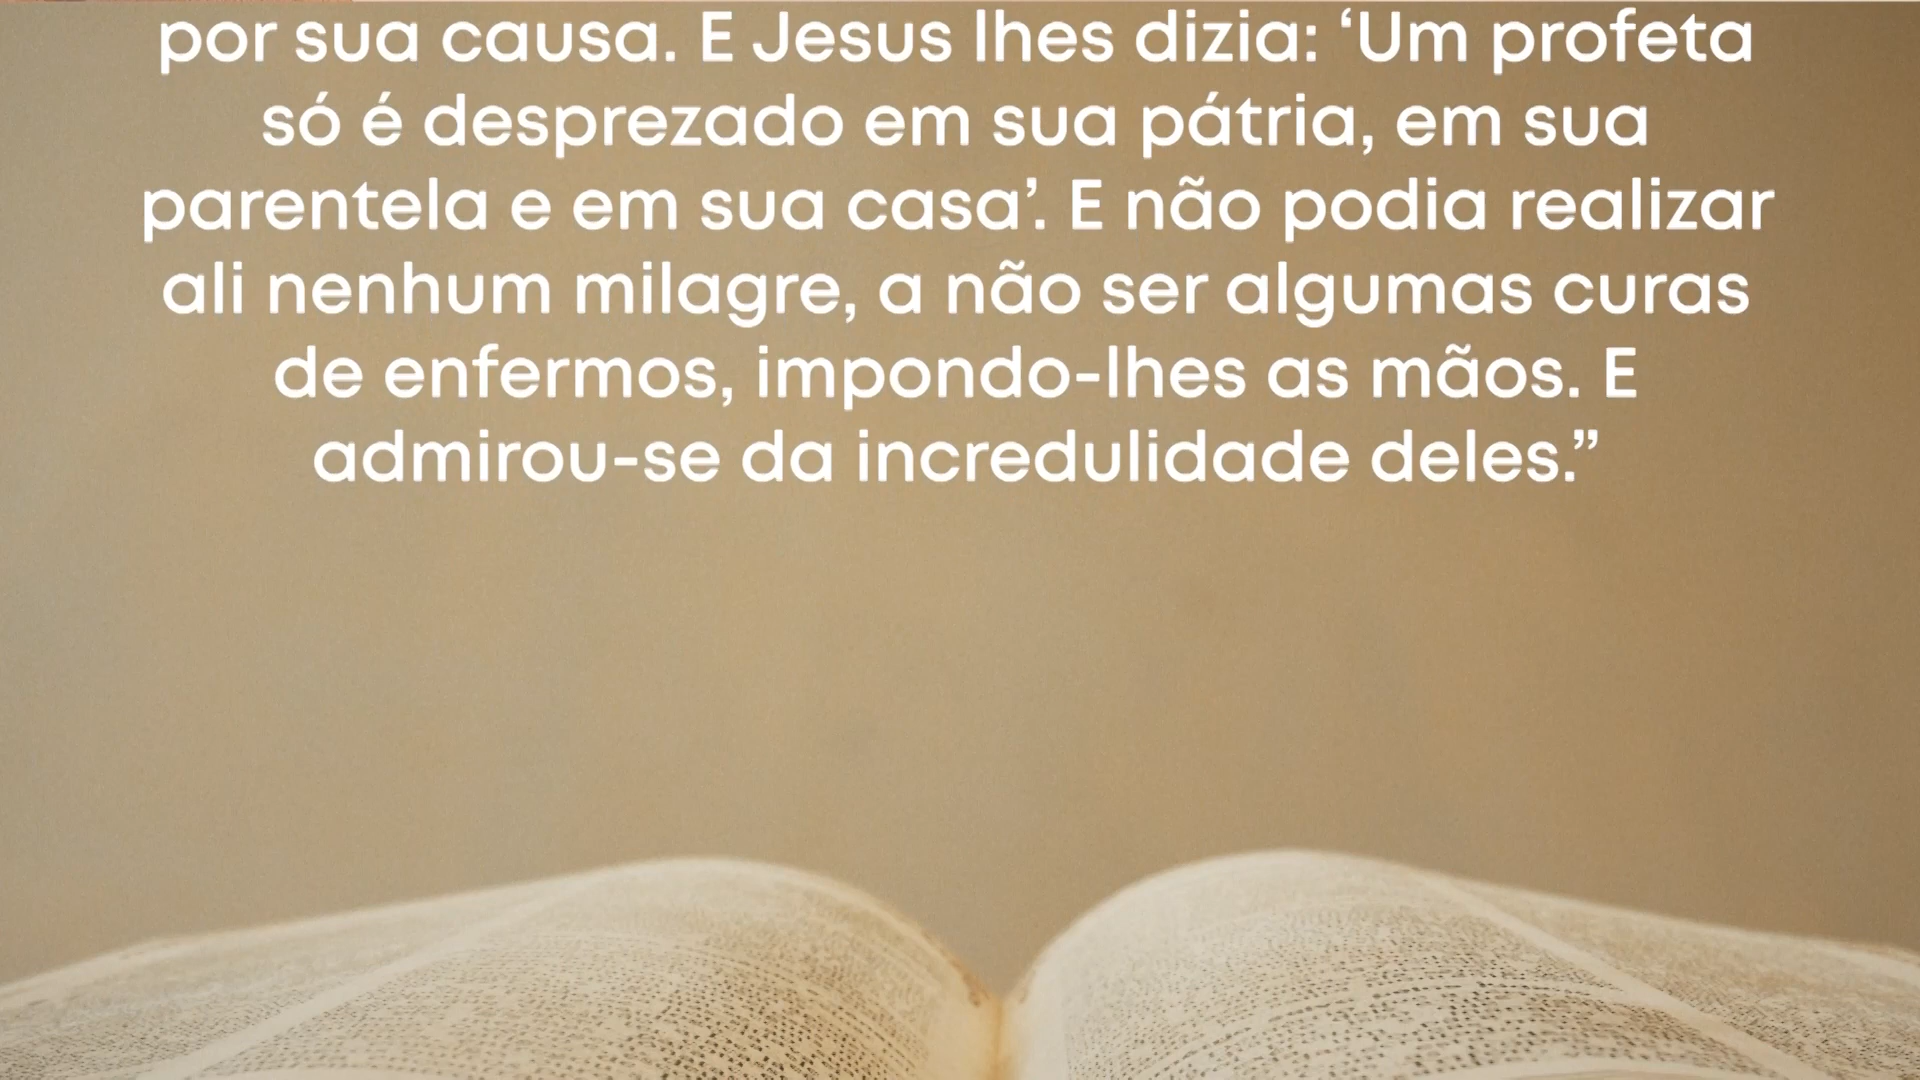 por sua causa. E Jesus lhes dizia: ‘Um profeta
só é desprezado em sua pátria, em sua
parentela e em sua casa’. E não podia realizar
ali nenhum milagre, a não ser algumas curas
de enfermos, impondo-lhes as mãos. E
admirou-se da incredulidade deles.”